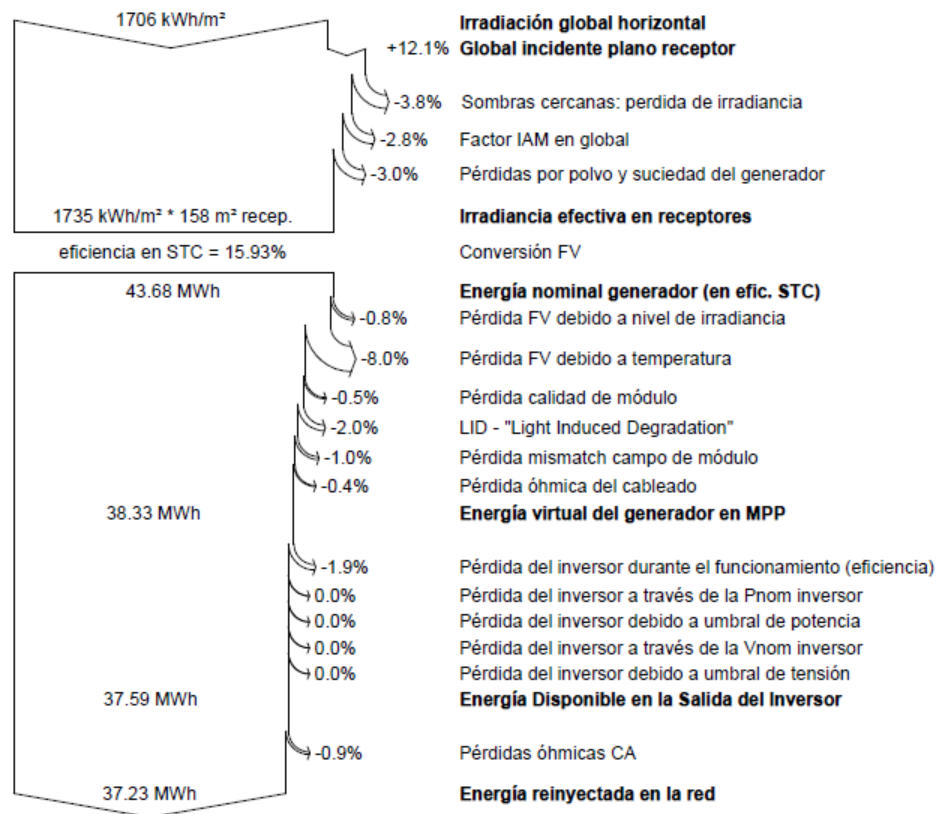 1706 kWh/m² Irradiación global horizontal
+12.1% Global incidente plano receptor
-3.8% Sombras cercanas: perdida de irradiancia
-2.8% Factor IAM en global
-3.0% Pérdidas por polvo y suciedad del generador
1735 kWh/m² * 158 m² recep. Irradiancia efectiva en receptores
eficiencia en STC = 15.93% Conversión FV
43.68 MWh Energía nominal generador (en efic. STC)
-0.8% Pérdida FV debido a nivel de irradiancia
-8.0% Pérdida FV debido a temperatura
-0.5% Pérdida calidad de módulo
-2.0% LID - "Light Induced Degradation"
-1.0% Pérdida mismatch campo de módulo
-0.4% Pérdida óhmica del cableado
38.33 MWh Energía virtual del generador en MPP
-1.9% Pérdida del inversor durante el funcionamiento (eficiencia)
0.0% Pérdida del inversor a través de la Pnom inversor
0.0% Pérdida del inversor debido a umbral de potencia
0.0% Pérdida del inversor a través de la Vnom inversor
0.0% Pérdida del inversor debido a umbral de tensión
37.59 MWh Energía Disponible en la Salida del Inversor
-0.9% Pérdidas óhmicas CA
37.23 MWh Energía reinyectada en la red